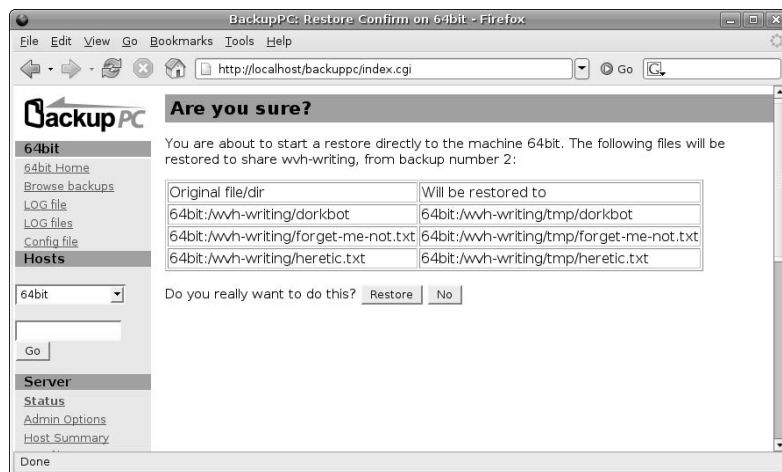 BackupPC: Restore Confirm on 64bit - Firefox
File Edit View Go Bookmarks Tools Help
http://localhost/backuppc/index.cgi
Go
G
BackupPC
64bit
64bit Home
Browse backups
LOG file
LOG files
Config file
Hosts
64bit
Go
Server
Status
Admin Options
Host Summary
Are you sure?
You are about to start a restore directly to the machine 64bit. The following files will be
restored to share wvh-writing, from backup number 2:
Original file/dir Will be restored to
64bit:/wvh-writing/dorkbot 64bit:/wvh-writing/tmp/dorkbot
64bit:/wvh-writing/forget-me-not.txt 64bit:/wvh-writing/tmp/forget-me-not.txt
64bit:/wvh-writing/heretic.txt 64bit:/wvh-writing/tmp/heretic.txt
Do you really want to do this? Restore No
Done